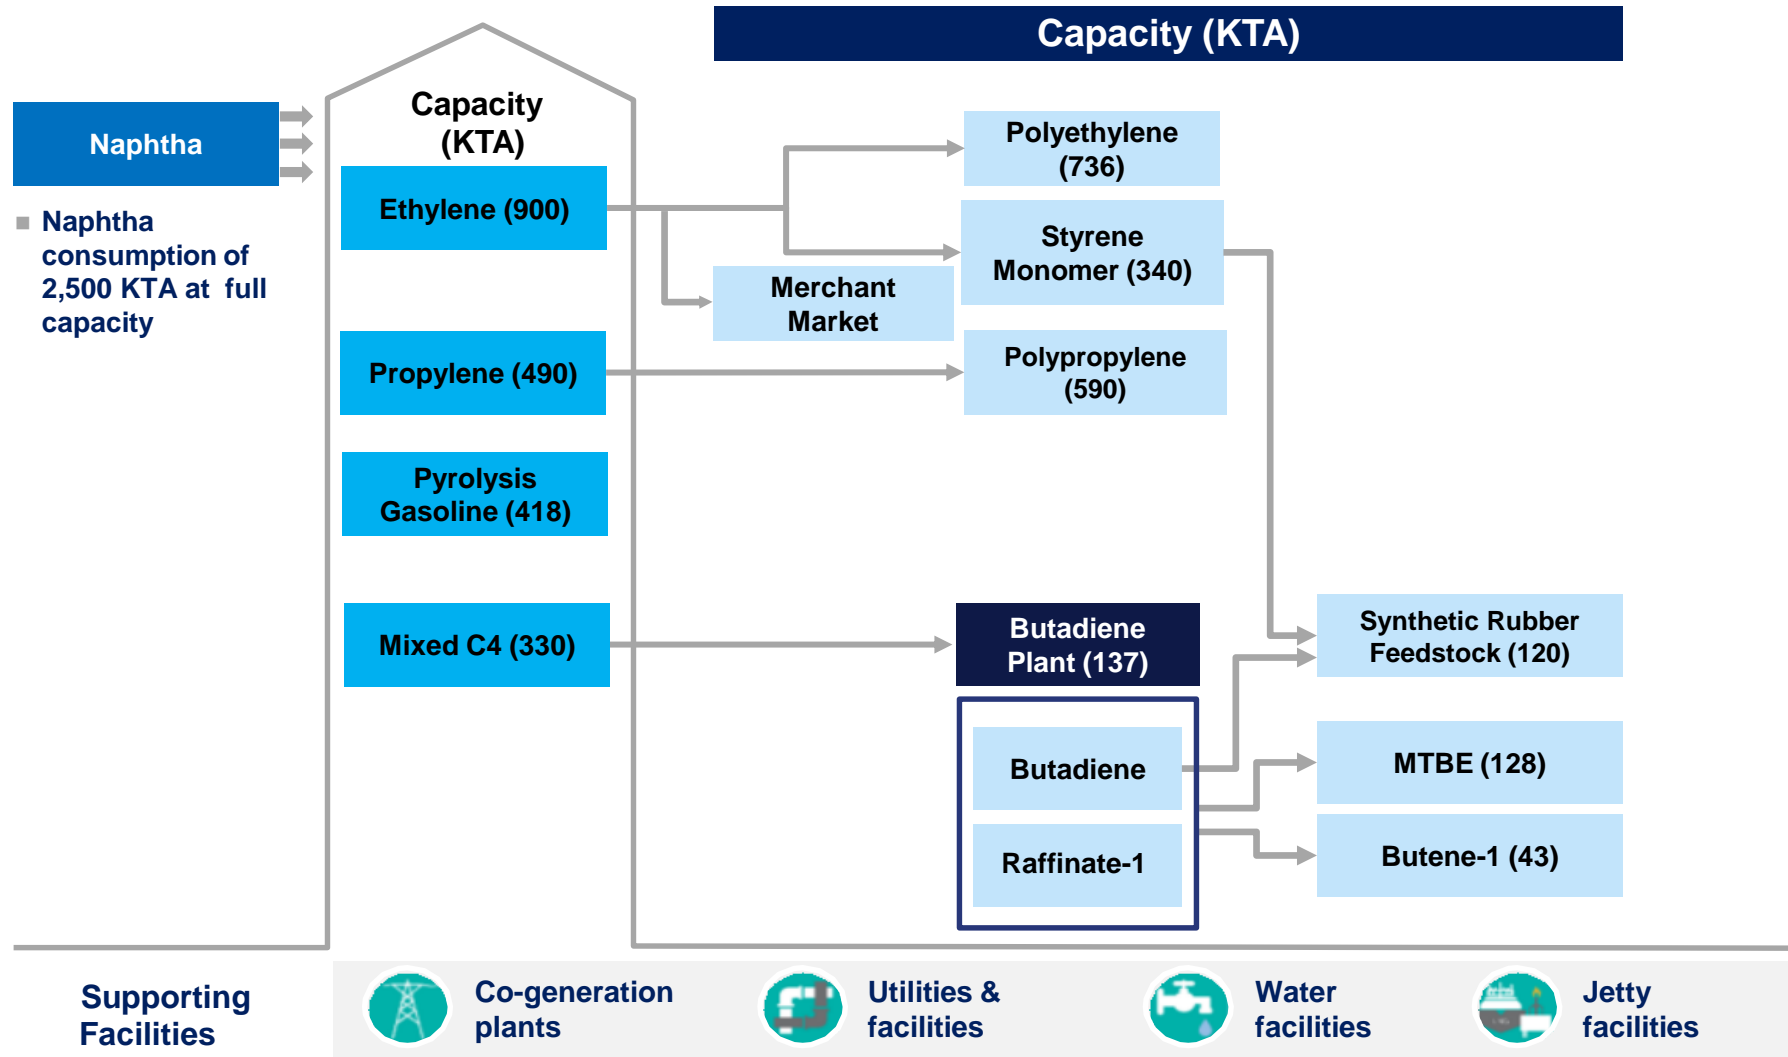 Capacity (KTA)
Naphtha
Naphtha
consumption of
2,500 KTA at full
capacity
Capacity
(KTA)
Ethylene (900)
Propylene (490)
Pyrolysis
Gasoline (418)
Mixed C4 (330)
Merchant
Market
Polyethylene
(736)
Styrene
Monomer (340)
Polypropylene
(590)
Butadiene
Plant (137)
Butadiene
Raffinate-1
Synthetic Rubber
Feedstock (120)
MTBE (128)
Butene-1 (43)
Supporting
Facilities
Co-generation
plants
Utilities &
facilities
Water
facilities
Jetty
facilities